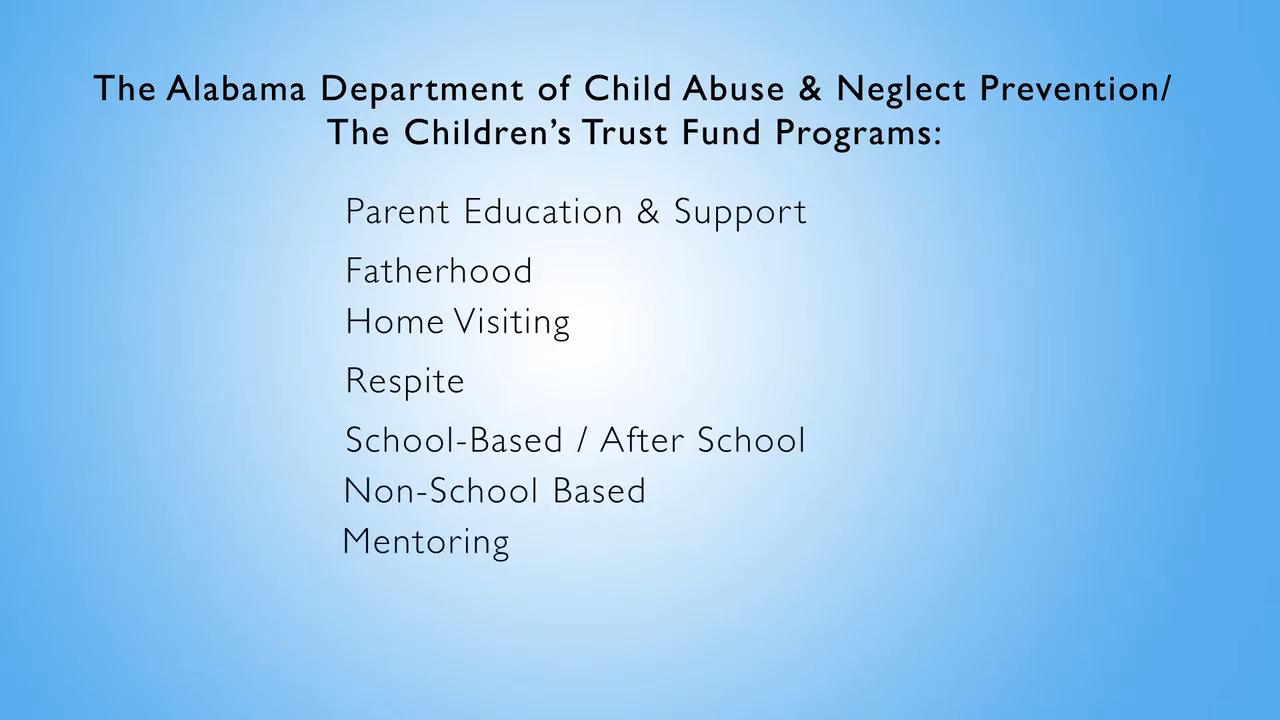 The Alabama Department of Child Abuse & Neglect Prevention/
The Children’s Trust Fund Programs:
Parent Education & Support
Fatherhood
Home Visiting
Respite
School-Based / After School
Non-School Based
Mentoring